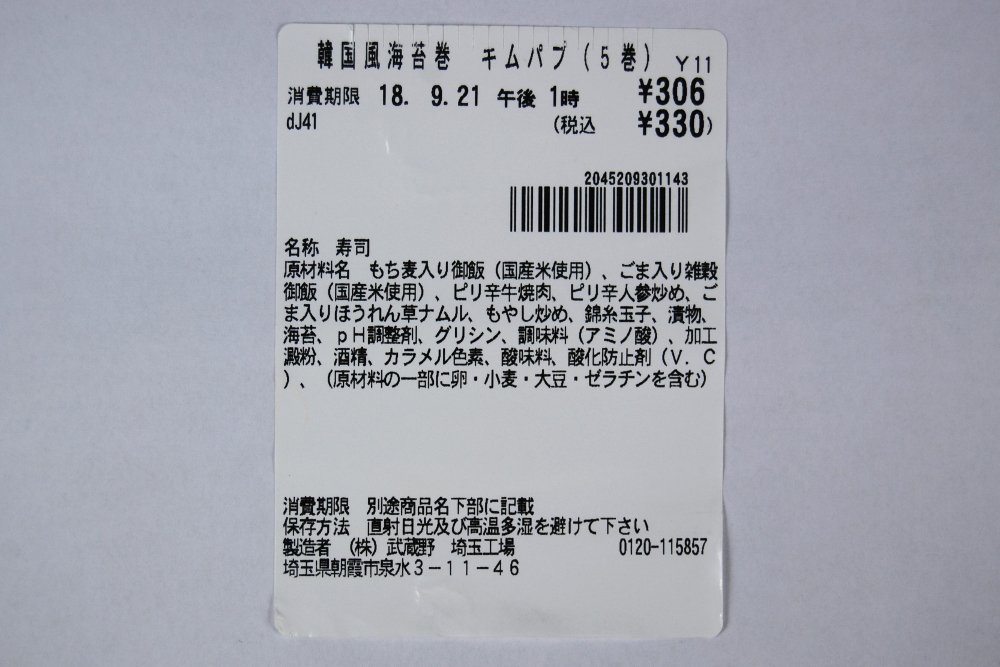 韓国風海苔巻　キムパプ（５巻） Ｙ11
消費期限 18. 9.21 午後 1時 ¥306
dJ41 （税込 ¥330）
2045209301143
名称　寿司
原材料名　もち麦入り御飯（国産米使用）、ごま入り雑穀
御飯（国産米使用）、ピリ辛牛焼肉、ピリ辛人参炒め、ご
ま入りほうれん草ナムル、もやし炒め、錦糸玉子、漬物、
海苔、ｐＨ調整剤、グリシン、調味料（アミノ酸）、加工
澱粉、酒精、カラメル色素、酸味料、酸化防止剤（Ｖ．Ｃ
）、（原材料の一部に卵・小麦・大豆・ゼラチンを含む）
消費期限　別途商品名下部に記載
保存方法　直射日光及び高温多湿を避けて下さい
製造者　（株）武蔵野　埼玉工場 0120-115857
埼玉県朝霞市泉水３－１１－４６